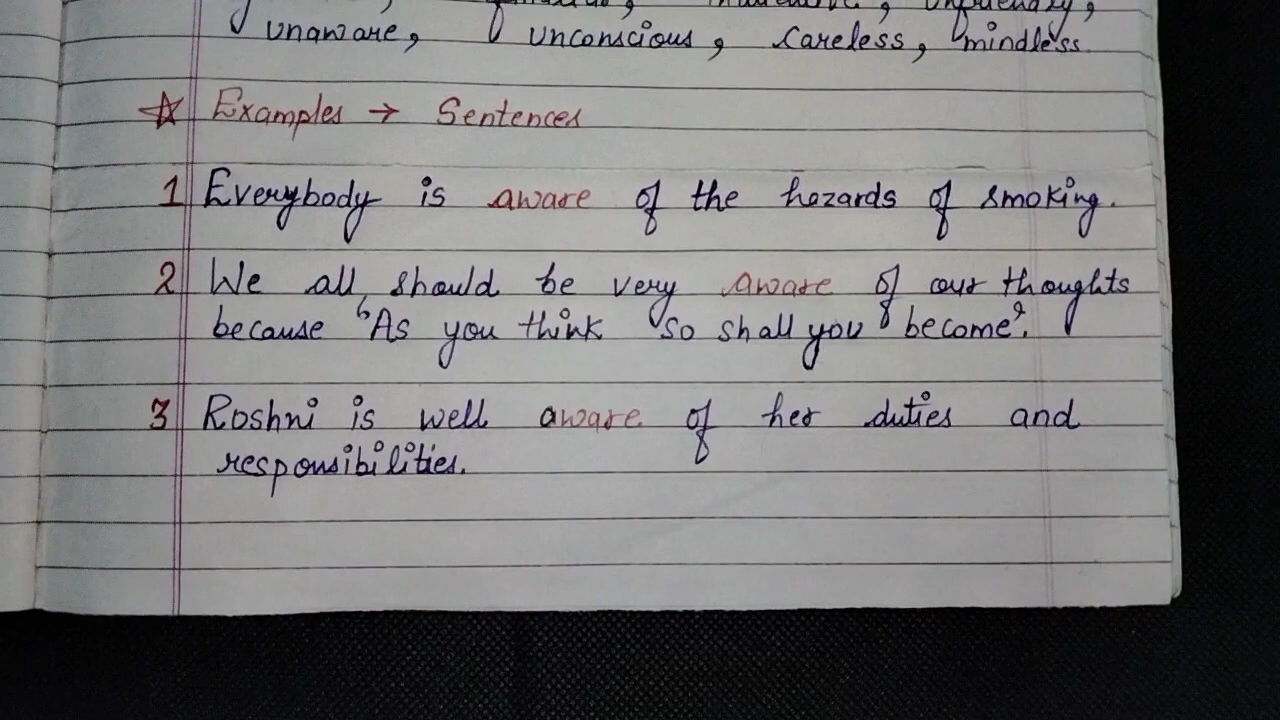 unaware, unconscious, careless, mindless
☆ Examples → Sentences
1 Everybody is aware of the hozards of smoking.
2 We all should be very aware of our thoughts
because ‘As you think so shall you become’.
3 Roshni is well aware of her duties and
responsibilities.